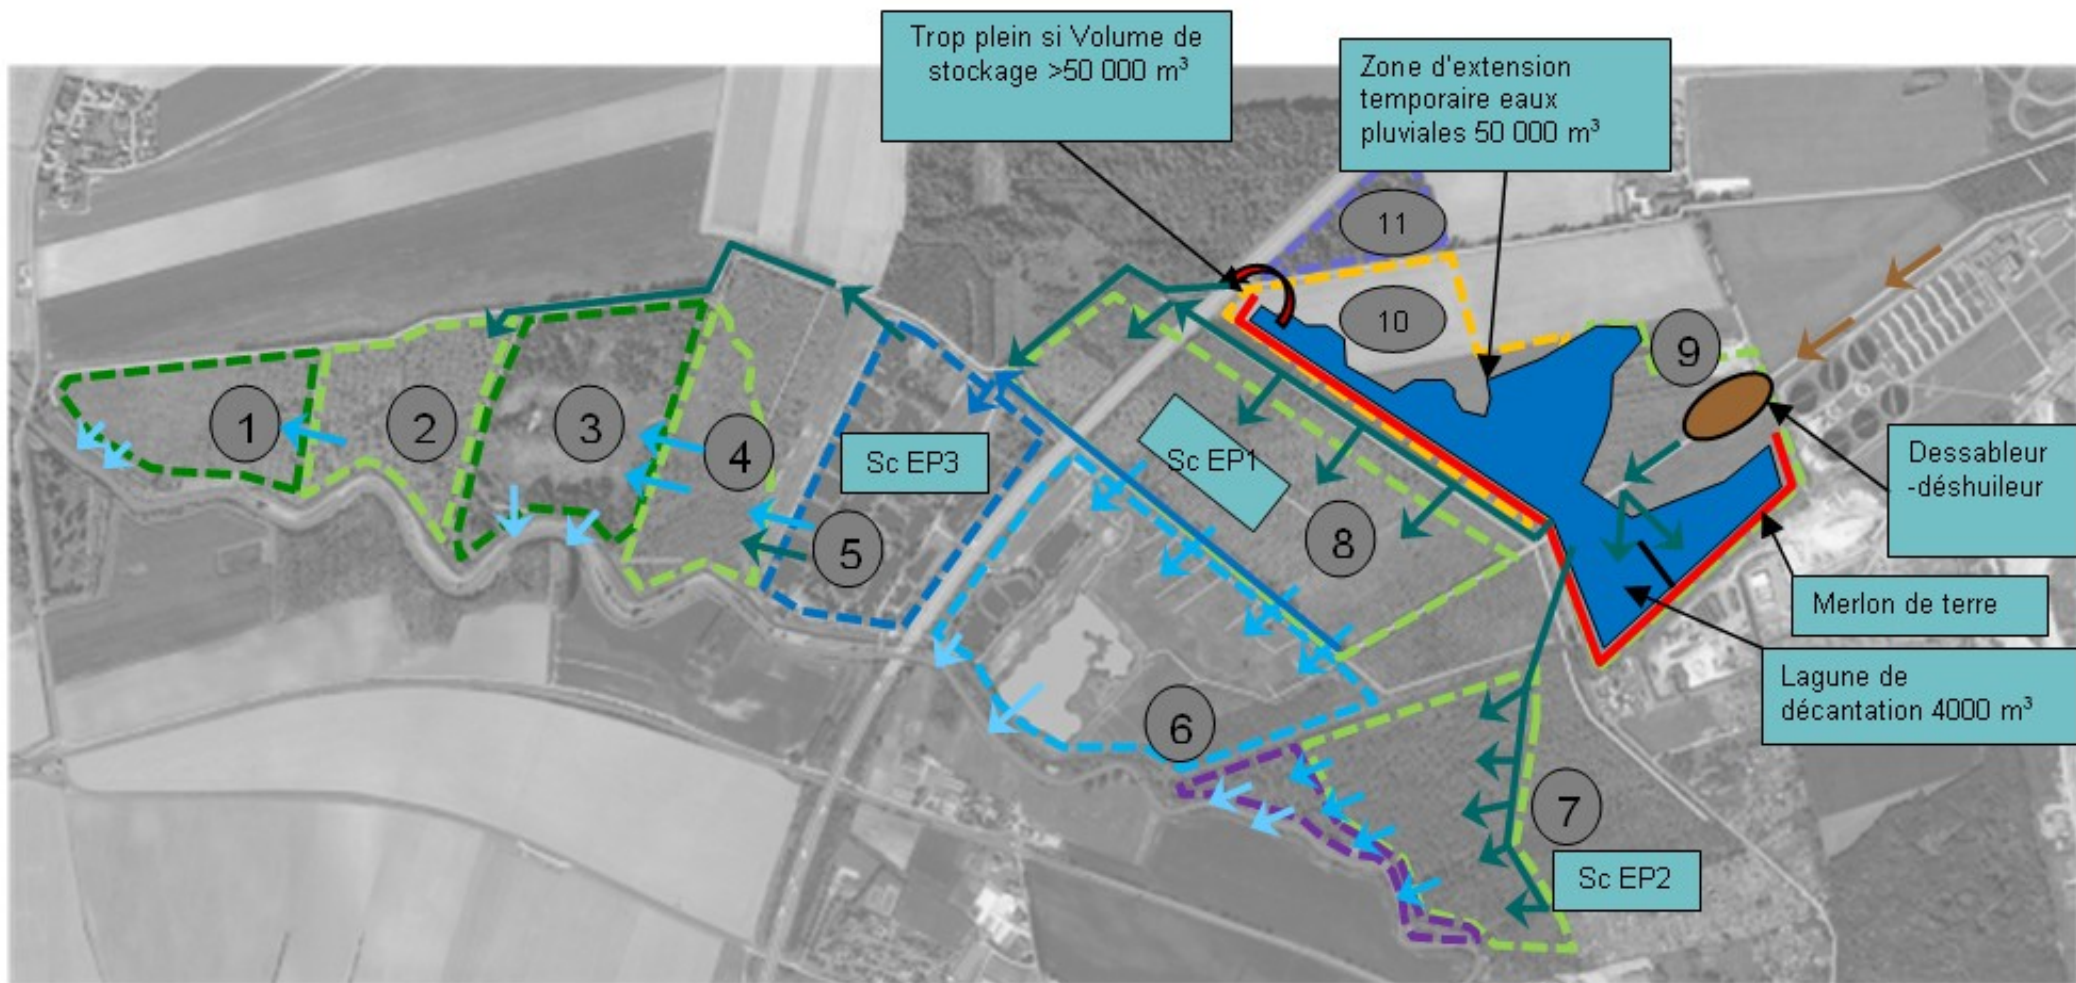 Trop plein si Volume de
stockage >50 000 m³
Zone d'extension
temporaire eaux
pluviales 50 000 m³
11
10
9
1
2
3
4
Sc EP3
Sc EP1
Dessableur
-déshuileur
5
8
Merlon de terre
Lagune de
décantation 4000 m³
6
7
Sc EP2